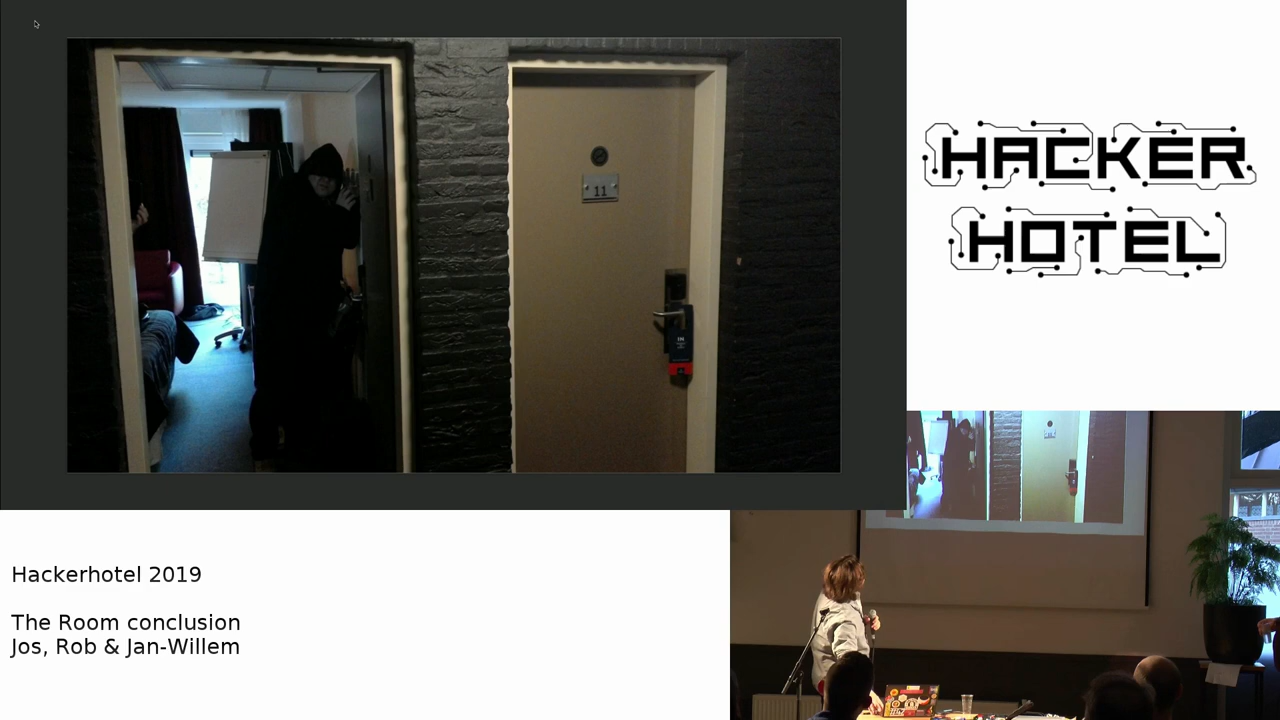 11
HACKER
HOTEL
Hackerhotel 2019
The Room conclusion
Jos, Rob & Jan-Willem